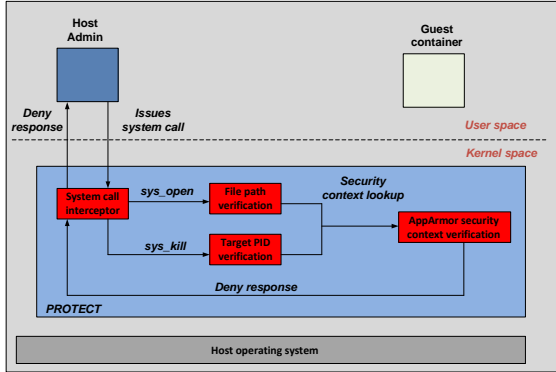 Host
Admin
Guest
container
Deny
response
Issues
system call
User space
Kernel space
System call
interceptor
sys_open
File path
verification
Security
context lookup
AppArmor security
context verification
sys_kill
Target PID
verification
Deny response
PROTECT
Host operating system